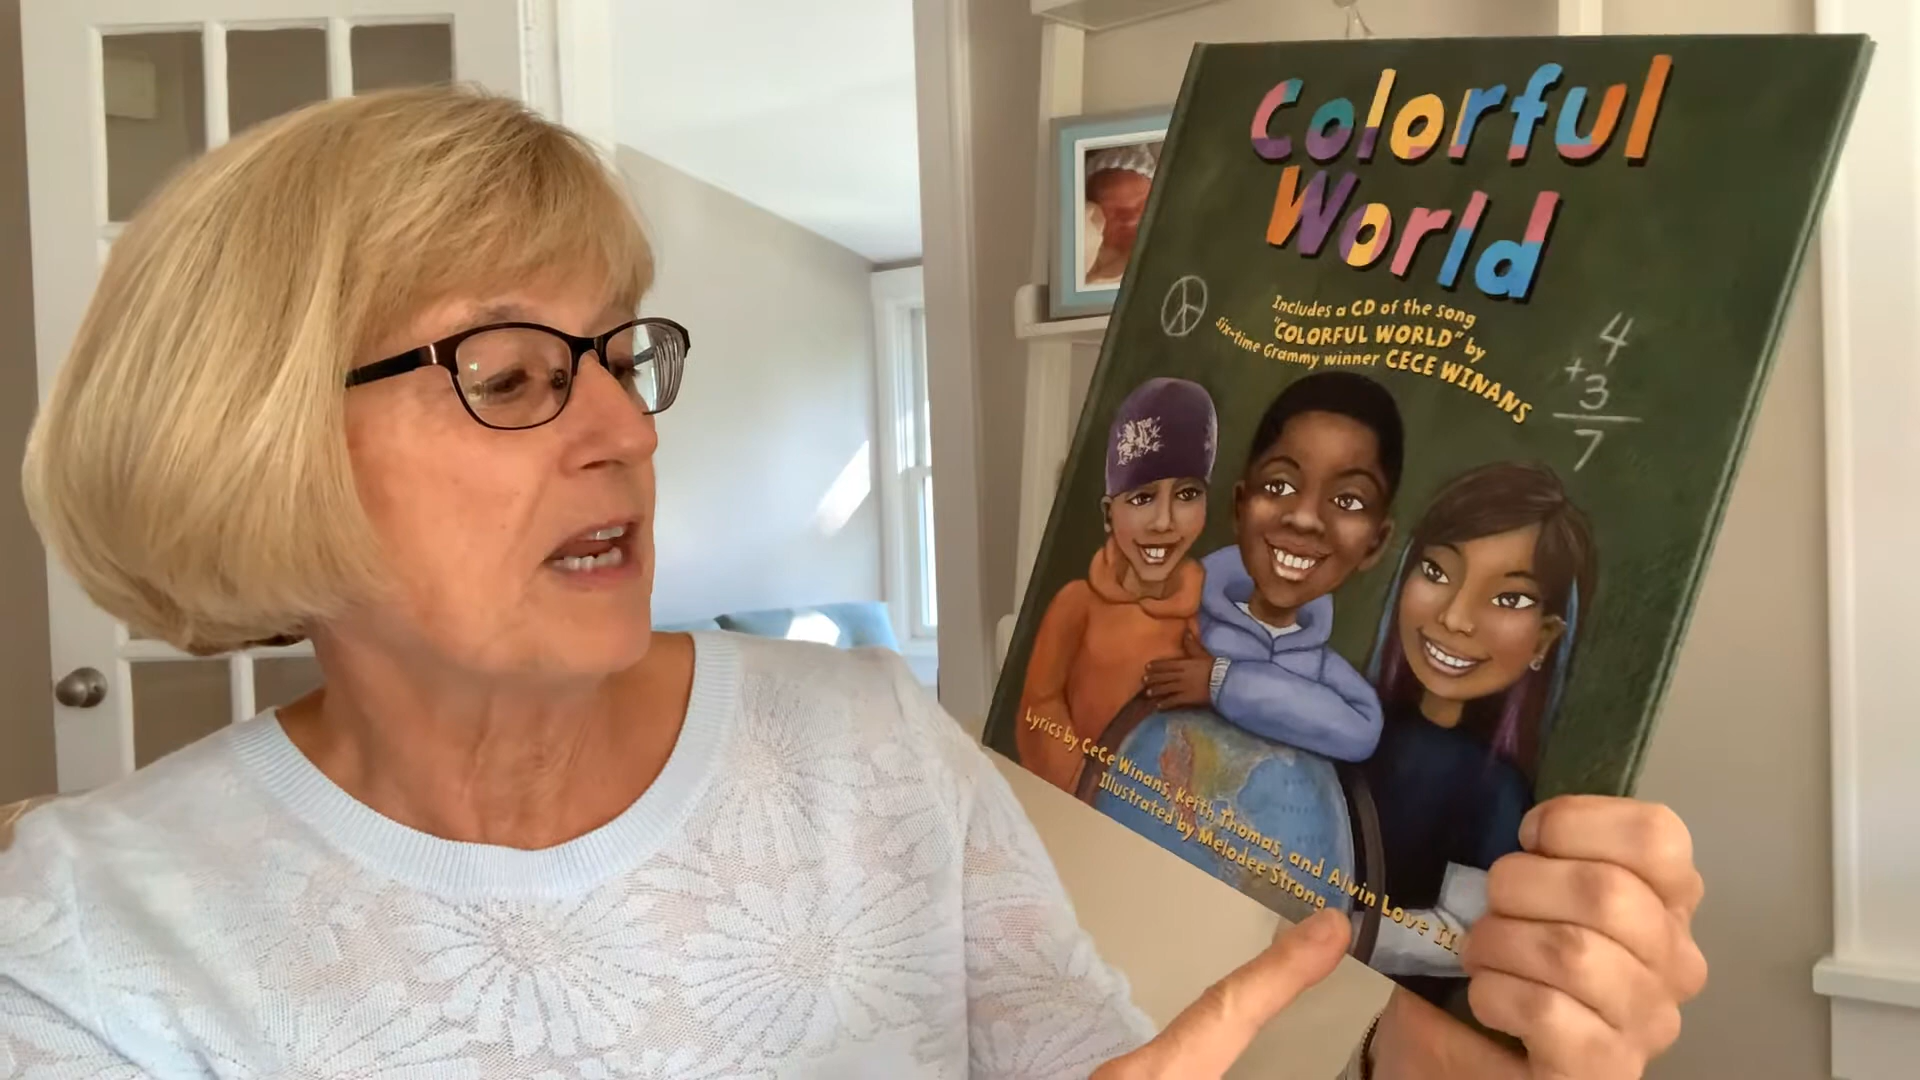 Colorful
World
Includes a CD of the song
"COLORFUL WORLD" by
six-time Grammy winner CECE WINANS
4
+3
7
Lyrics by CeCe Winans, Keith Thomas, and Alvin Love III
Illustrated by Melodee Strong